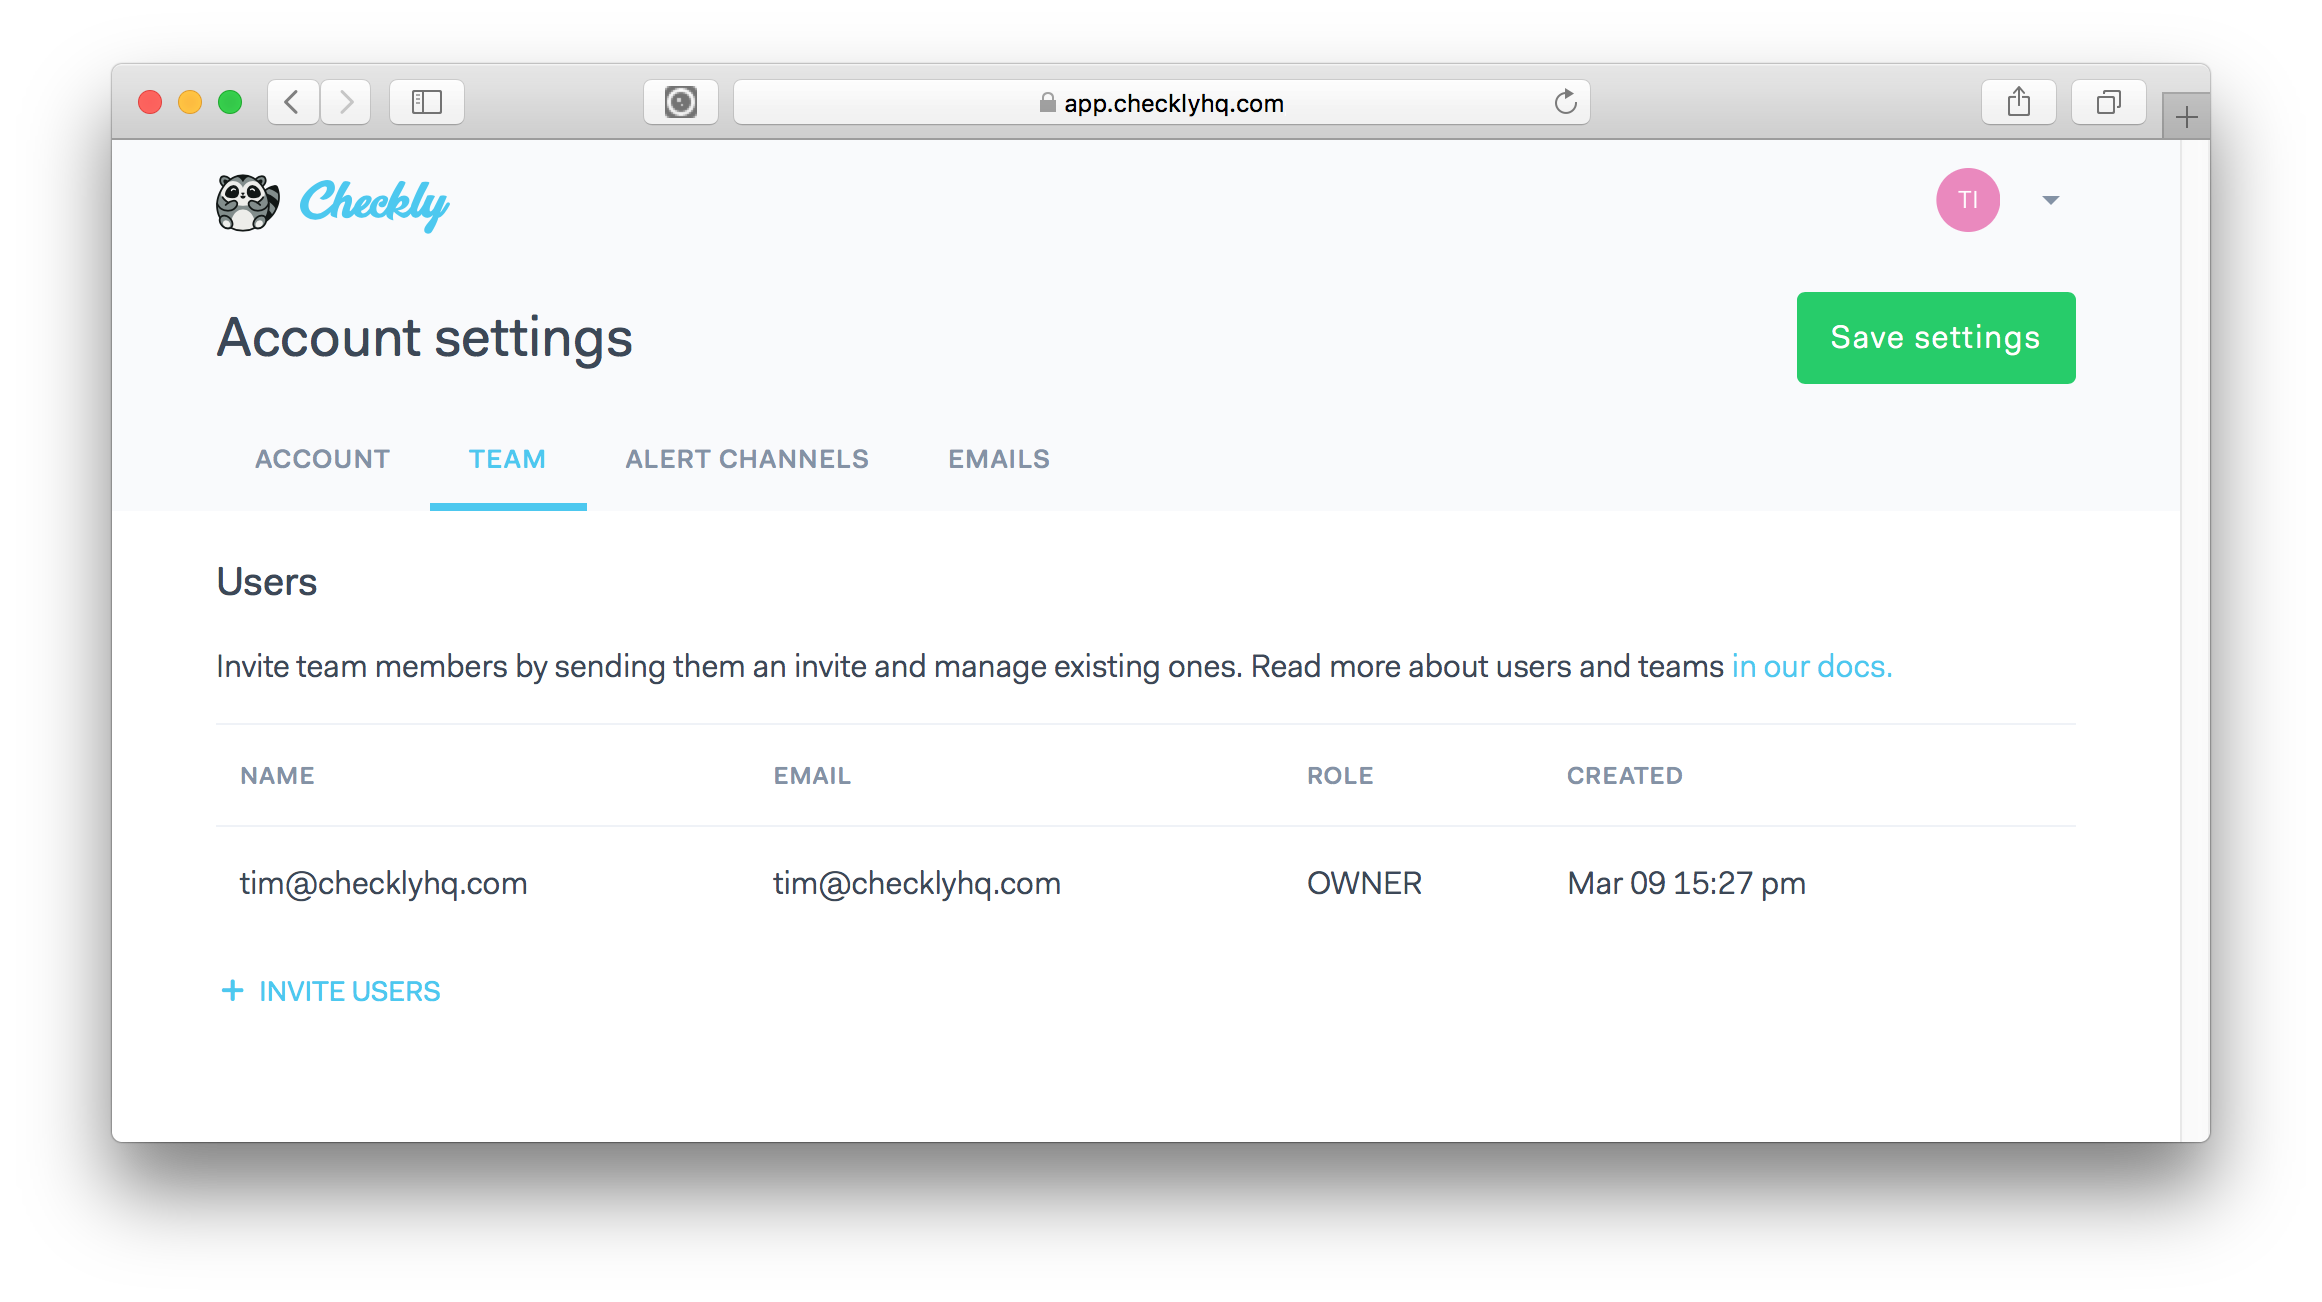 app.checklyhq.com
Checkly
TI
Account settings
Save settings
ACCOUNT TEAM ALERT CHANNELS EMAILS
Users
Invite team members by sending them an invite and manage existing ones. Read more about users and teams in our docs.
NAME EMAIL ROLE CREATED
tim@checklyhq.com tim@checklyhq.com OWNER Mar 09 15:27 pm
+ INVITE USERS